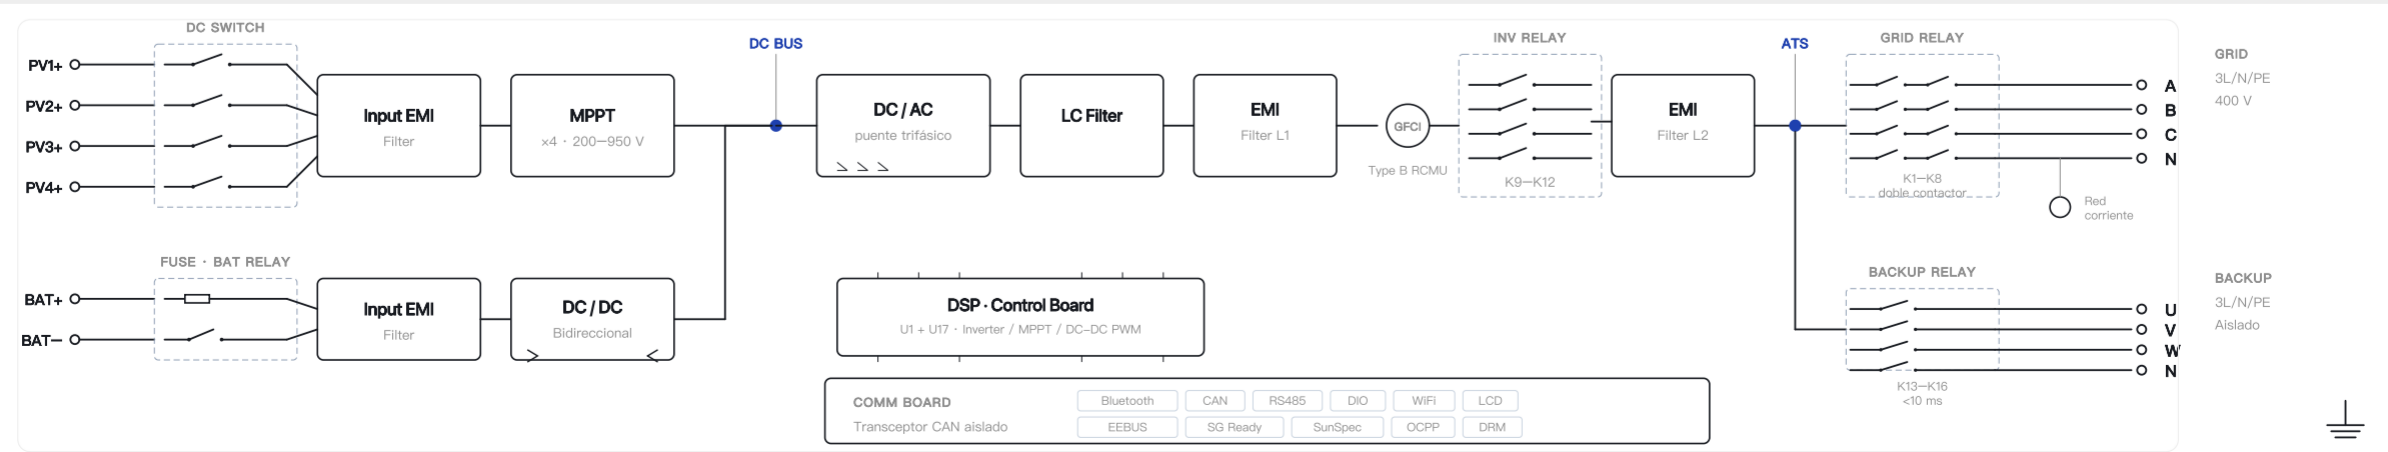 DC SWITCH
PV1+
PV2+
PV3+
PV4+
Input EMI
Filter
MPPT
×4 · 200—950 V
DC BUS
DC / AC
puente trifásico
LC Filter
EMI
Filter L1
GFCI
Type B RCMU
INV RELAY
K9—K12
EMI
Filter L2
ATS
GRID RELAY
K1—K8
doble contactor
A
B
C
N
Red
corriente
GRID
3L/N/PE
400 V
FUSE · BAT RELAY
BAT+
BAT—
Input EMI
Filter
DC / DC
Bidireccional
DSP · Control Board
U1 + U17 · Inverter / MPPT / DC–DC PWM
BACKUP RELAY
K13—K16
<10 ms
U
V
W
N
BACKUP
3L/N/PE
Aislado
COMM BOARD
Transceptor CAN aislado
Bluetooth CAN RS485 DIO WiFi LCD
EEBUS SG Ready SunSpec OCPP DRM